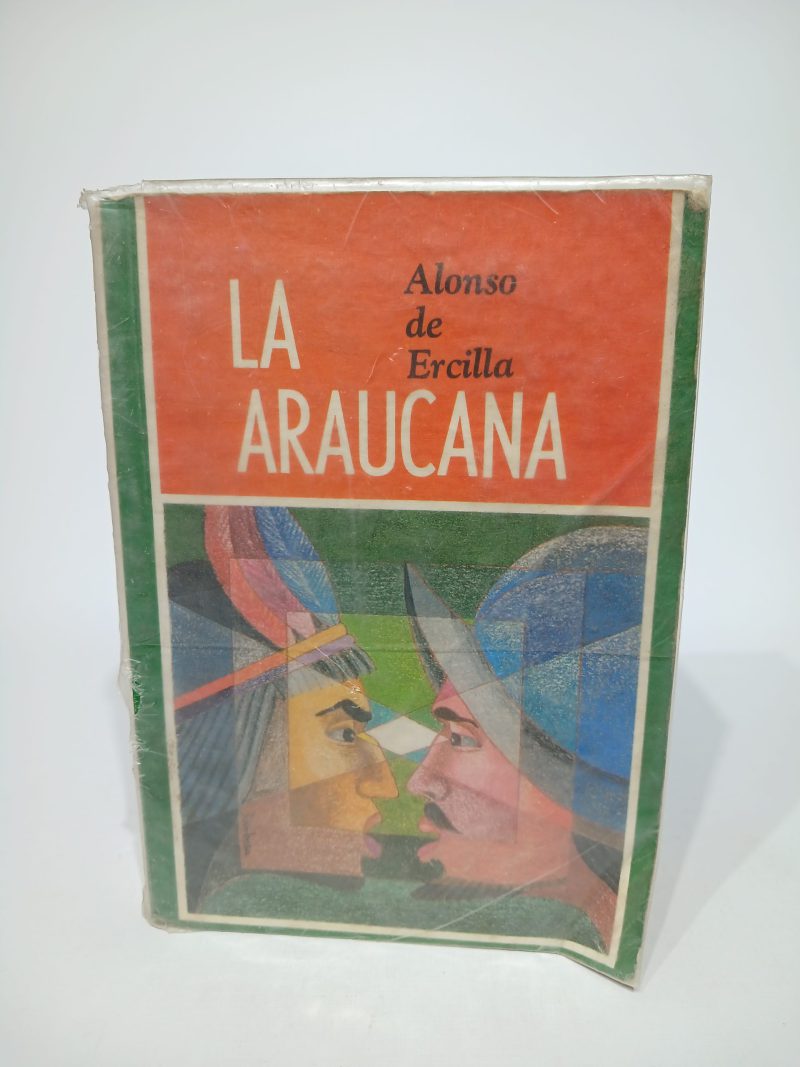 LA
ARAUCANA
Alonso
de
Ercilla